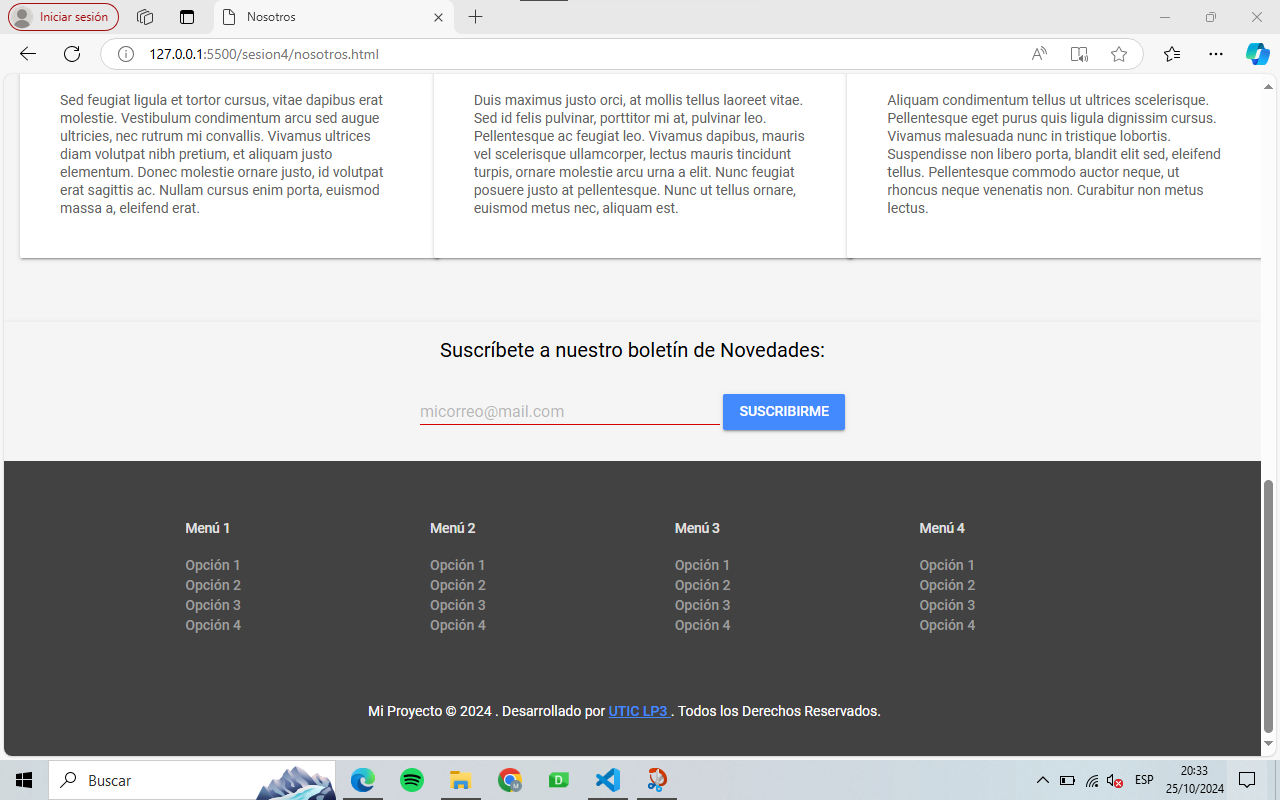 Iniciar sesión
Nosotros
127.0.0.1:5500/sesion4/nosotros.html
Sed feugiat ligula et tortor cursus, vitae dapibus erat
molestie. Vestibulum condimentum arcu sed augue
ultricies, nec rutrum mi convallis. Vivamus ultrices
diam volutpat nibh pretium, et aliquam justo
elementum. Donec molestie ornare justo, id volutpat
erat sagittis ac. Nullam cursus enim porta, euismod
massa a, eleifend erat.
Duis maximus justo orci, at mollis tellus laoreet vitae.
Sed id felis pulvinar, porttitor mi at, pulvinar leo.
Pellentesque ac feugiat leo. Vivamus dapibus, mauris
vel scelerisque ullamcorper, lectus mauris tincidunt
turpis, ornare molestie arcu urna a elit. Nunc feugiat
posuere justo at pellentesque. Nunc ut tellus ornare,
euismod metus nec, aliquam est.
Aliquam condimentum tellus ut ultrices scelerisque.
Pellentesque eget purus quis ligula dignissim cursus.
Vivamus malesuada nunc in tristique lobortis.
Suspendisse non libero porta, blandit elit sed, eleifend
tellus. Pellentesque commodo auctor neque, ut
rhoncus neque venenatis non. Curabitur non metus
lectus.
Suscríbete a nuestro boletín de Novedades:
micorreo@mail.com
SUSCRIBIRME
Menú 1
Opción 1
Opción 2
Opción 3
Opción 4
Menú 2
Opción 1
Opción 2
Opción 3
Opción 4
Menú 3
Opción 1
Opción 2
Opción 3
Opción 4
Menú 4
Opción 1
Opción 2
Opción 3
Opción 4
Mi Proyecto © 2024 . Desarrollado por UTIC LP3 . Todos los Derechos Reservados.
Buscar
ESP
20:33
25/10/2024